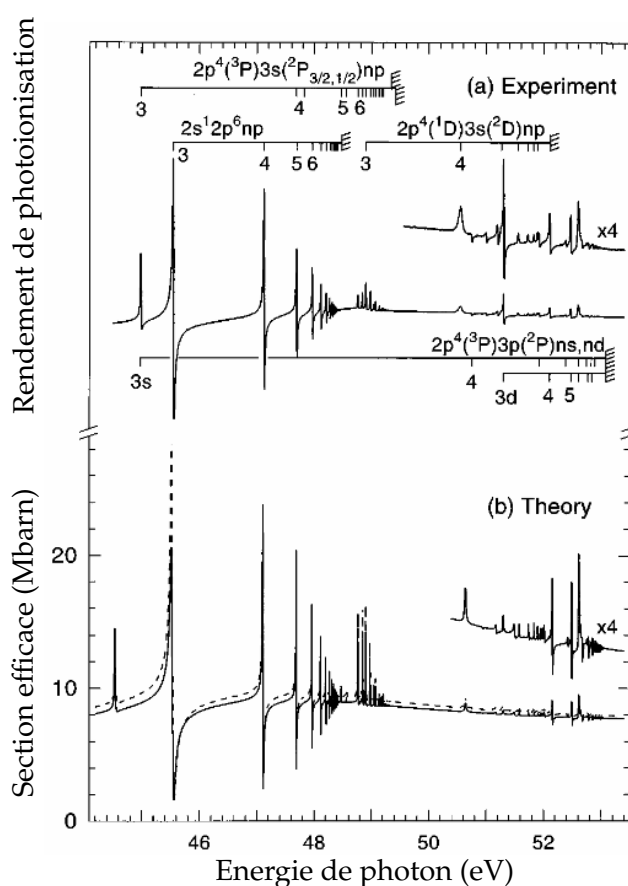 Rendement de photoionisation
2p⁴(³P)3s(²P₃/₂,₁/₂)np
(a) Experiment
3 4 5 6
2s¹2p⁶np
2p⁴(¹D)3s(²D)np
3 4 5 6
3 4
x4
2p⁴(³P)3p(²P)ns,nd
3s 4
3d 4 5
Section efficace (Mbarn)
(b) Theory
20
x4
10
0
46 48 50 52
Energie de photon (eV)